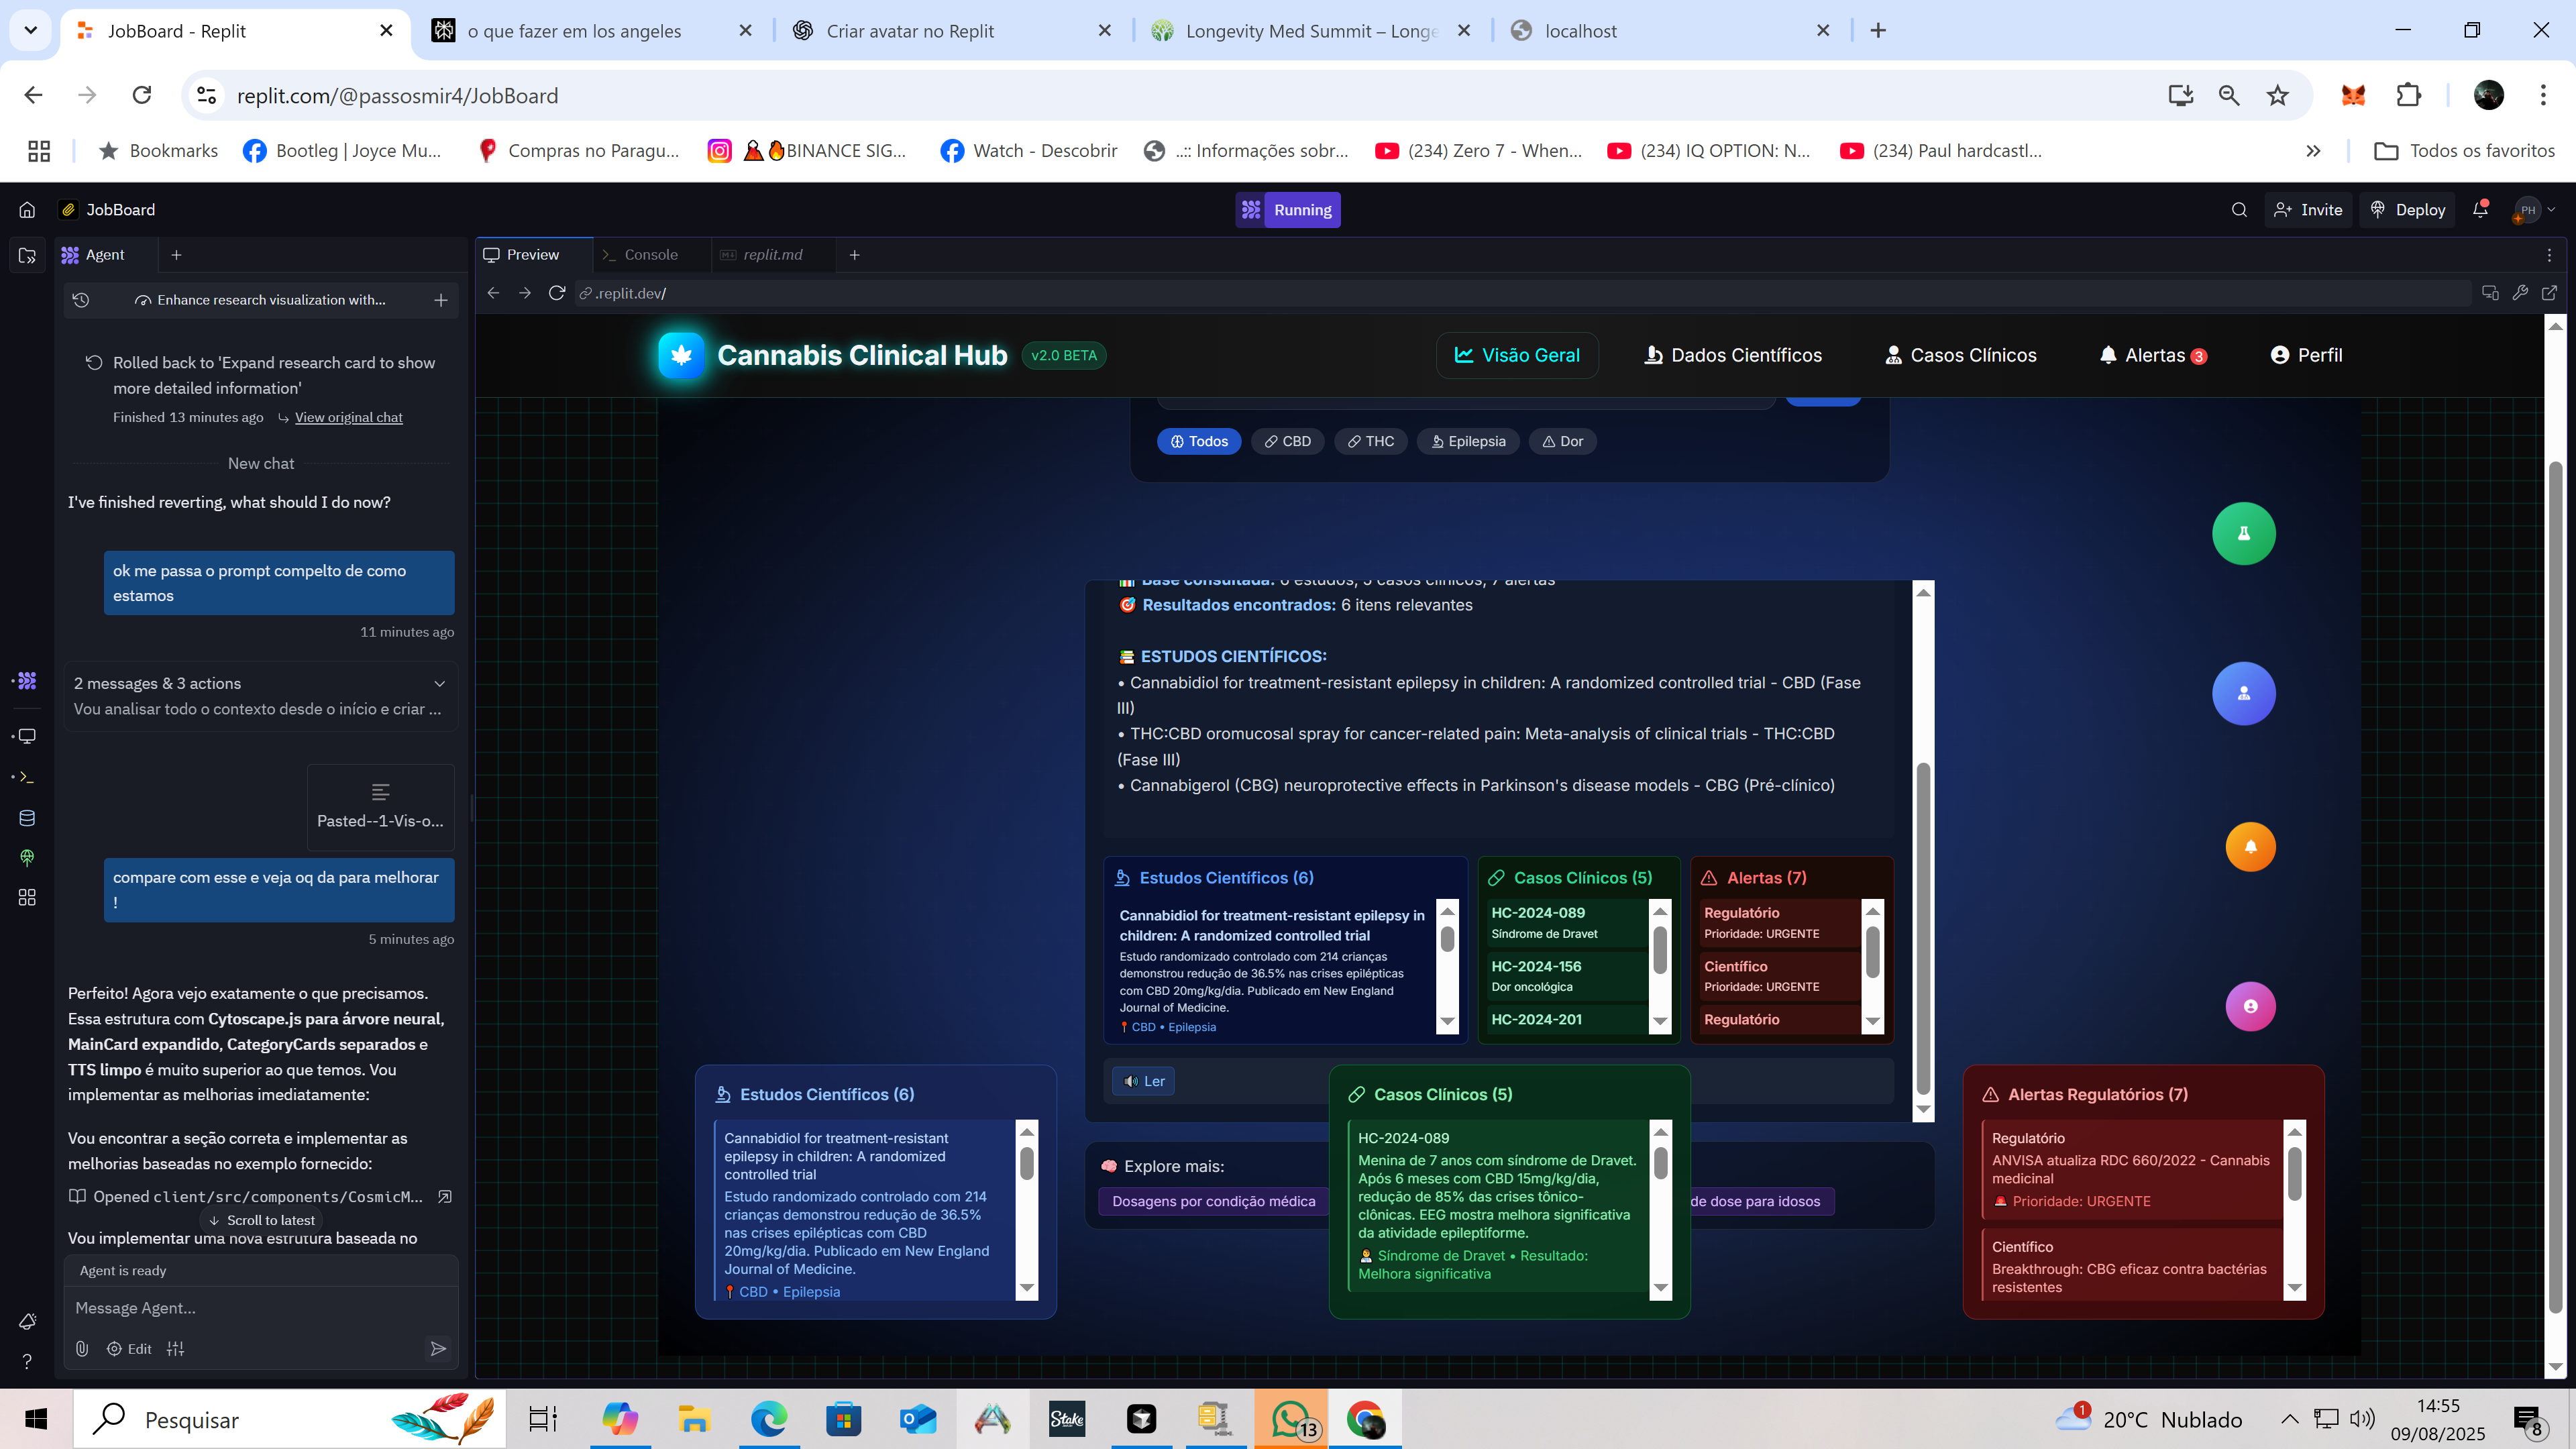 JobBoard - Replit
o que fazer em los angeles
Criar avatar no Replit
Longevity Med Summit – Longe
localhost
replit.com/@passosmir4/JobBoard
Bookmarks
Bootleg | Joyce Mu...
Compras no Paragu...
🔥BINANCE SIG...
Watch - Descobrir
..:: Informações sobr...
(234) Zero 7 - When...
(234) IQ OPTION: N...
(234) Paul hardcastl...
Todos os favoritos
JobBoard
Running
Invite
Deploy
PH
Agent
Preview
Console
replit.md
Enhance research visualization with...
.replit.dev/
Rolled back to 'Expand research card to show
more detailed information'
Finished 13 minutes ago
View original chat
New chat
I've finished reverting, what should I do now?
ok me passa o prompt compelto de como
estamos
11 minutes ago
2 messages & 3 actions
Vou analisar todo o contexto desde o início e criar ...
Pasted--1-Vis-o...
compare com esse e veja oq da para melhorar
!
5 minutes ago
Perfeito! Agora vejo exatamente o que precisamos.
Essa estrutura com Cytoscape.js para árvore neural,
MainCard expandido, CategoryCards separados e
TTS limpo é muito superior ao que temos. Vou
implementar as melhorias imediatamente:
Vou encontrar a seção correta e implementar as
melhorias baseadas no exemplo fornecido:
Opened client/src/components/CosmicM...
Scroll to latest
Vou implementar uma nova estrutura baseada no
Agent is ready
Message Agent...
Edit
Cannabis Clinical Hub
v2.0 BETA
Visão Geral
Dados Científicos
Casos Clínicos
Alertas 3
Perfil
Todos
CBD
THC
Epilepsia
Dor
Base consultada: 6 estudos, 5 casos clínicos, 7 alertas
🎯 Resultados encontrados: 6 itens relevantes
📚 ESTUDOS CIENTÍFICOS:
• Cannabidiol for treatment-resistant epilepsy in children: A randomized controlled trial - CBD (Fase
III)
• THC:CBD oromucosal spray for cancer-related pain: Meta-analysis of clinical trials - THC:CBD
(Fase III)
• Cannabigerol (CBG) neuroprotective effects in Parkinson's disease models - CBG (Pré-clínico)
Estudos Científicos (6)
Cannabidiol for treatment-resistant epilepsy in
children: A randomized controlled trial
Estudo randomizado controlado com 214 crianças
demonstrou redução de 36.5% nas crises epilépticas
com CBD 20mg/kg/dia. Publicado em New England
Journal of Medicine.
📍 CBD • Epilepsia
Casos Clínicos (5)
HC-2024-089
Síndrome de Dravet
HC-2024-156
Dor oncológica
HC-2024-201
Alertas (7)
Regulatório
Prioridade: URGENTE
Científico
Prioridade: URGENTE
Regulatório
🔊 Ler
🧠 Explore mais:
Dosagens por condição médica
de dose para idosos
Estudos Científicos (6)
Cannabidiol for treatment-resistant
epilepsy in children: A randomized
controlled trial
Estudo randomizado controlado com 214
crianças demonstrou redução de 36.5%
nas crises epilépticas com CBD
20mg/kg/dia. Publicado em New England
Journal of Medicine.
📍 CBD • Epilepsia
Casos Clínicos (5)
HC-2024-089
Menina de 7 anos com síndrome de Dravet.
Após 6 meses com CBD 15mg/kg/dia,
redução de 85% das crises tônico-
clônicas. EEG mostra melhora significativa
da atividade epileptiforme.
Síndrome de Dravet • Resultado:
Melhora significativa
Alertas Regulatórios (7)
Regulatório
ANVISA atualiza RDC 660/2022 - Cannabis
medicinal
🚨 Prioridade: URGENTE
Científico
Breakthrough: CBG eficaz contra bactérias
resistentes
Pesquisar
Stake
13
1
20°C Nublado
14:55
09/08/2025
8